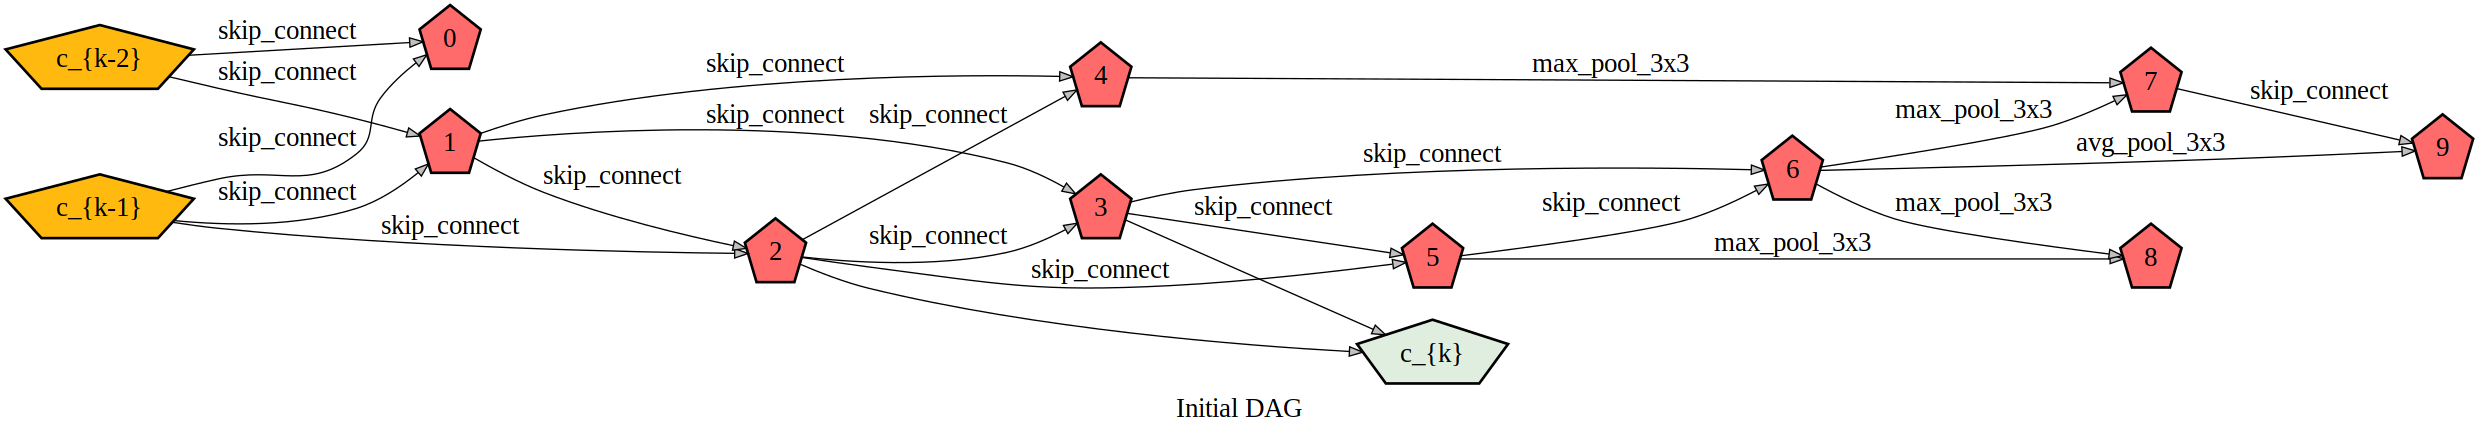 c_{k-2}
skip_connect
0
skip_connect
skip_connect
c_{k-1}
skip_connect
1
skip_connect
skip_connect
skip_connect
skip_connect
2
skip_connect
skip_connect
skip_connect
4
3
max_pool_3x3
skip_connect
skip_connect
5
c_{k}
skip_connect
max_pool_3x3
6
max_pool_3x3
avg_pool_3x3
max_pool_3x3
7
8
skip_connect
9
Initial DAG